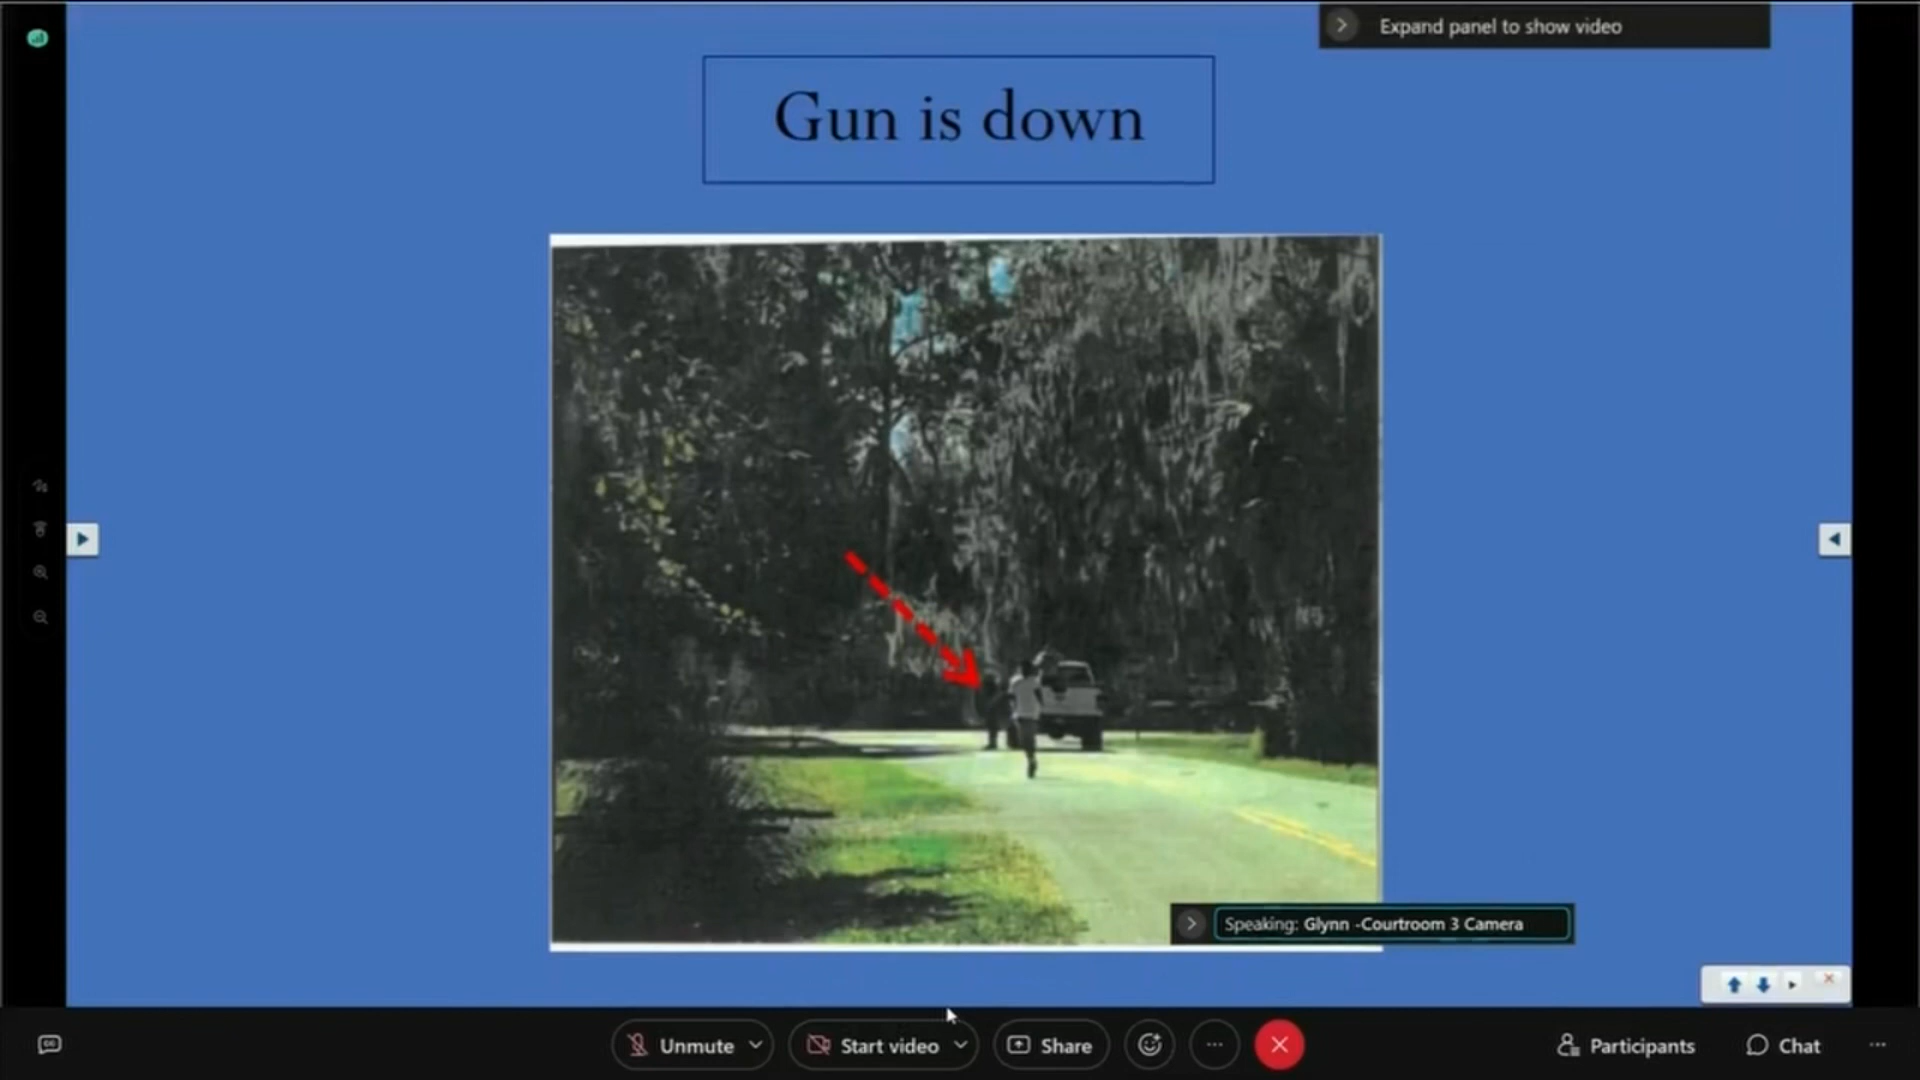 Expand panel to show video
Gun is down
Speaking: Glynn -Courtroom 3 Camera
Unmute
Start video
Share
Participants
Chat